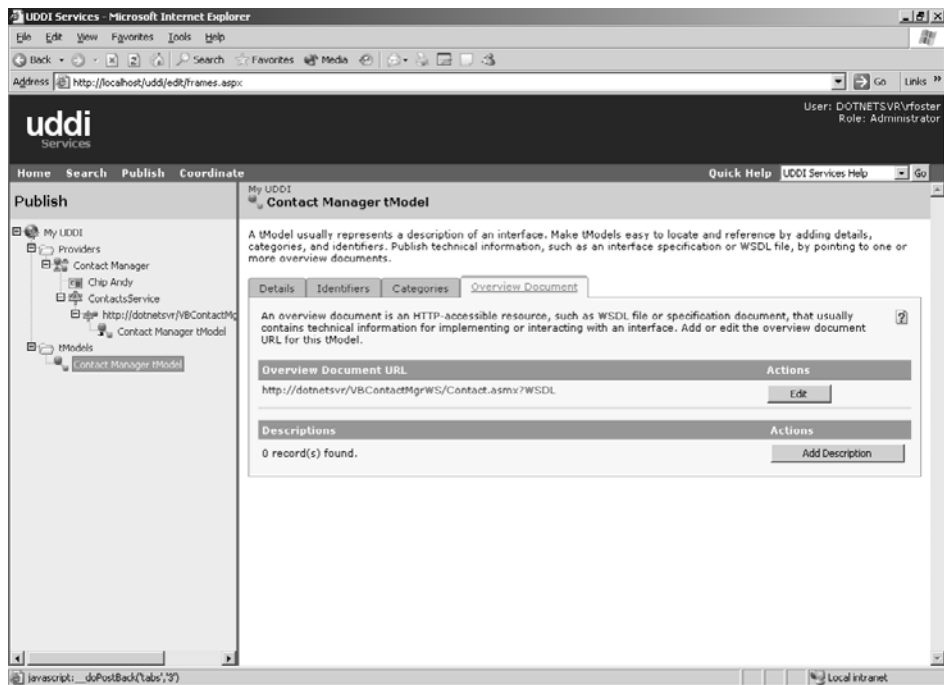 UDDI Services - Microsoft Internet Explorer
File Edit View Favorites Tools Help
Back Search Favorites Media
Address http://localhost/uddi/edit/frames.aspx Go Links »
User: DOTNETSVR\rfoster
Role: Administrator
uddi
Services
Home Search Publish Coordinate Quick Help UDDI Services Help Go
Publish
My UDDI
Providers
Contact Manager
Chip Andy
ContactsService
http://dotnetsvr/VBContactMg
Contact Manager tModel
tModels
Contact Manager tModel
My UDDI
Contact Manager tModel
A tModel usually represents a description of an interface. Make tModels easy to locate and reference by adding details,
categories, and identifiers. Publish technical information, such as an interface specification or WSDL file, by pointing to one or
more overview documents.
Details Identifiers Categories Overview Document
An overview document is an HTTP-accessible resource, such as WSDL file or specification document, that usually
contains technical information for implementing or interacting with an interface. Add or edit the overview document
URL for this tModel.
?
Overview Document URL Actions
http://dotnetsvr/VBContactMgrWS/Contact.asmx?WSDL Edit
Descriptions Actions
0 record(s) found. Add Description
javascript:__doPostBack('tabs','3') Local intranet